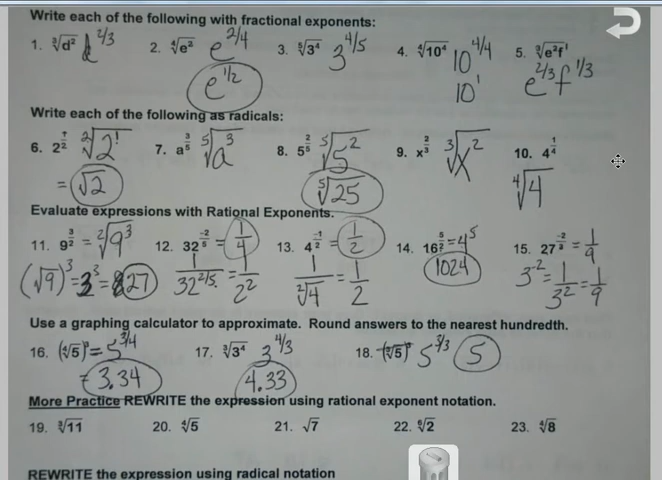 Write each of the following with fractional exponents:
1. ∛d² d^2/3 2. ∜e² e^2/4 3. ⁵√3⁴ 3^4/5 4. ∜10⁴ 10^4/4 5. ∛e²f¹ e^2/3 f^1/3
e^1/2 10^1
Write each of the following as radicals:
6. 2^1/2 ²√2¹ 7. a^3/5 ⁵√a³ 8. 5^2/5 ⁵√5² 9. x^2/3 ³√x² 10. 4^1/4
= √2 ⁵√25 ⁴√4
Evaluate expressions with Rational Exponents.
11. 9^3/2 = ²√9³ 12. 32^-2/5 = 1/4 13. 4^-1/2 = 1/2 14. 16^5/2 = 4⁵ 15. 27^-2/3 = 1/9
(√9)³ = 3³ = 27 1/32^2/5 = 1/2² 1/²√4 = 1/2 1024 3^-2 = 1/3² = 1/9
Use a graphing calculator to approximate. Round answers to the nearest hundredth.
16. (∜5)³ = 5^3/4 17. ∛3⁴ 3^4/3 18. (∛5)³ 5^3/3 5
= 3.34 4.33
More Practice REWRITE the expression using rational exponent notation.
19. ∛11 20. ∜5 21. √7 22. 23. ∜8
REWRITE the expression using radical notation